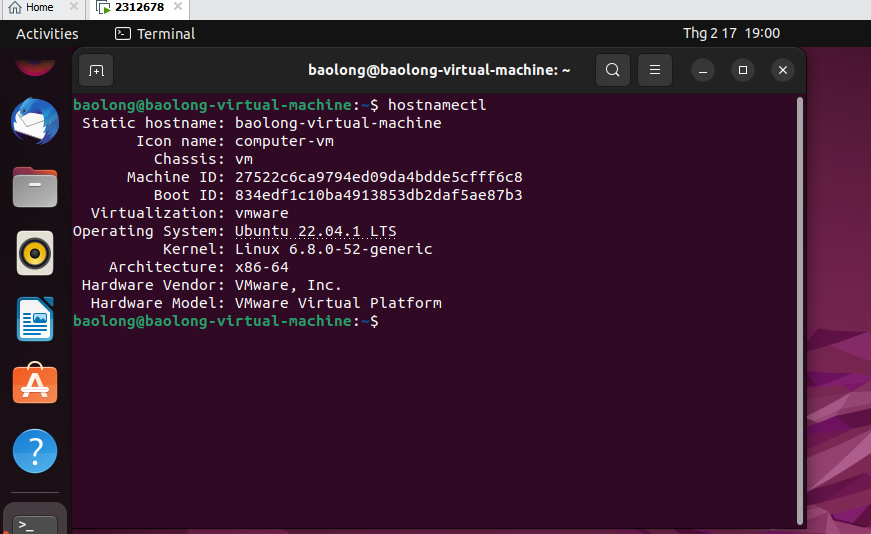 Home
2312678
Activities
Terminal
Thg 2 17 19:00
baolong@baolong-virtual-machine: ~
baolong@baolong-virtual-machine:~$ hostnamectl
Static hostname: baolong-virtual-machine
Icon name: computer-vm
Chassis: vm
Machine ID: 27522c6ca9794ed09da4bdde5cfff6c8
Boot ID: 834edf1c10ba4913853db2daf5ae87b3
Virtualization: vmware
Operating System: Ubuntu 22.04.1 LTS
Kernel: Linux 6.8.0-52-generic
Architecture: x86-64
Hardware Vendor: VMware, Inc.
Hardware Model: VMware Virtual Platform
baolong@baolong-virtual-machine:~$